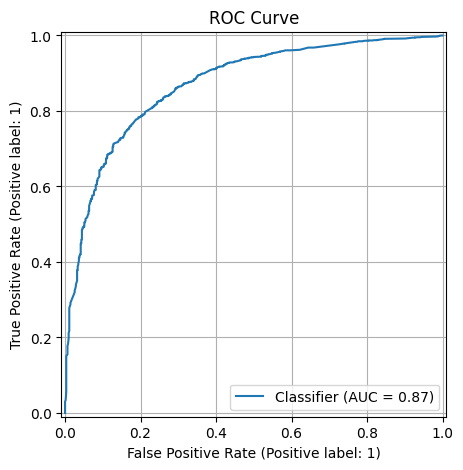 ROC Curve
True Positive Rate (Positive label: 1)
1.0
0.8
0.6
0.4
0.2
0.0
Classifier (AUC = 0.87)
0.0 0.2 0.4 0.6 0.8 1.0
False Positive Rate (Positive label: 1)